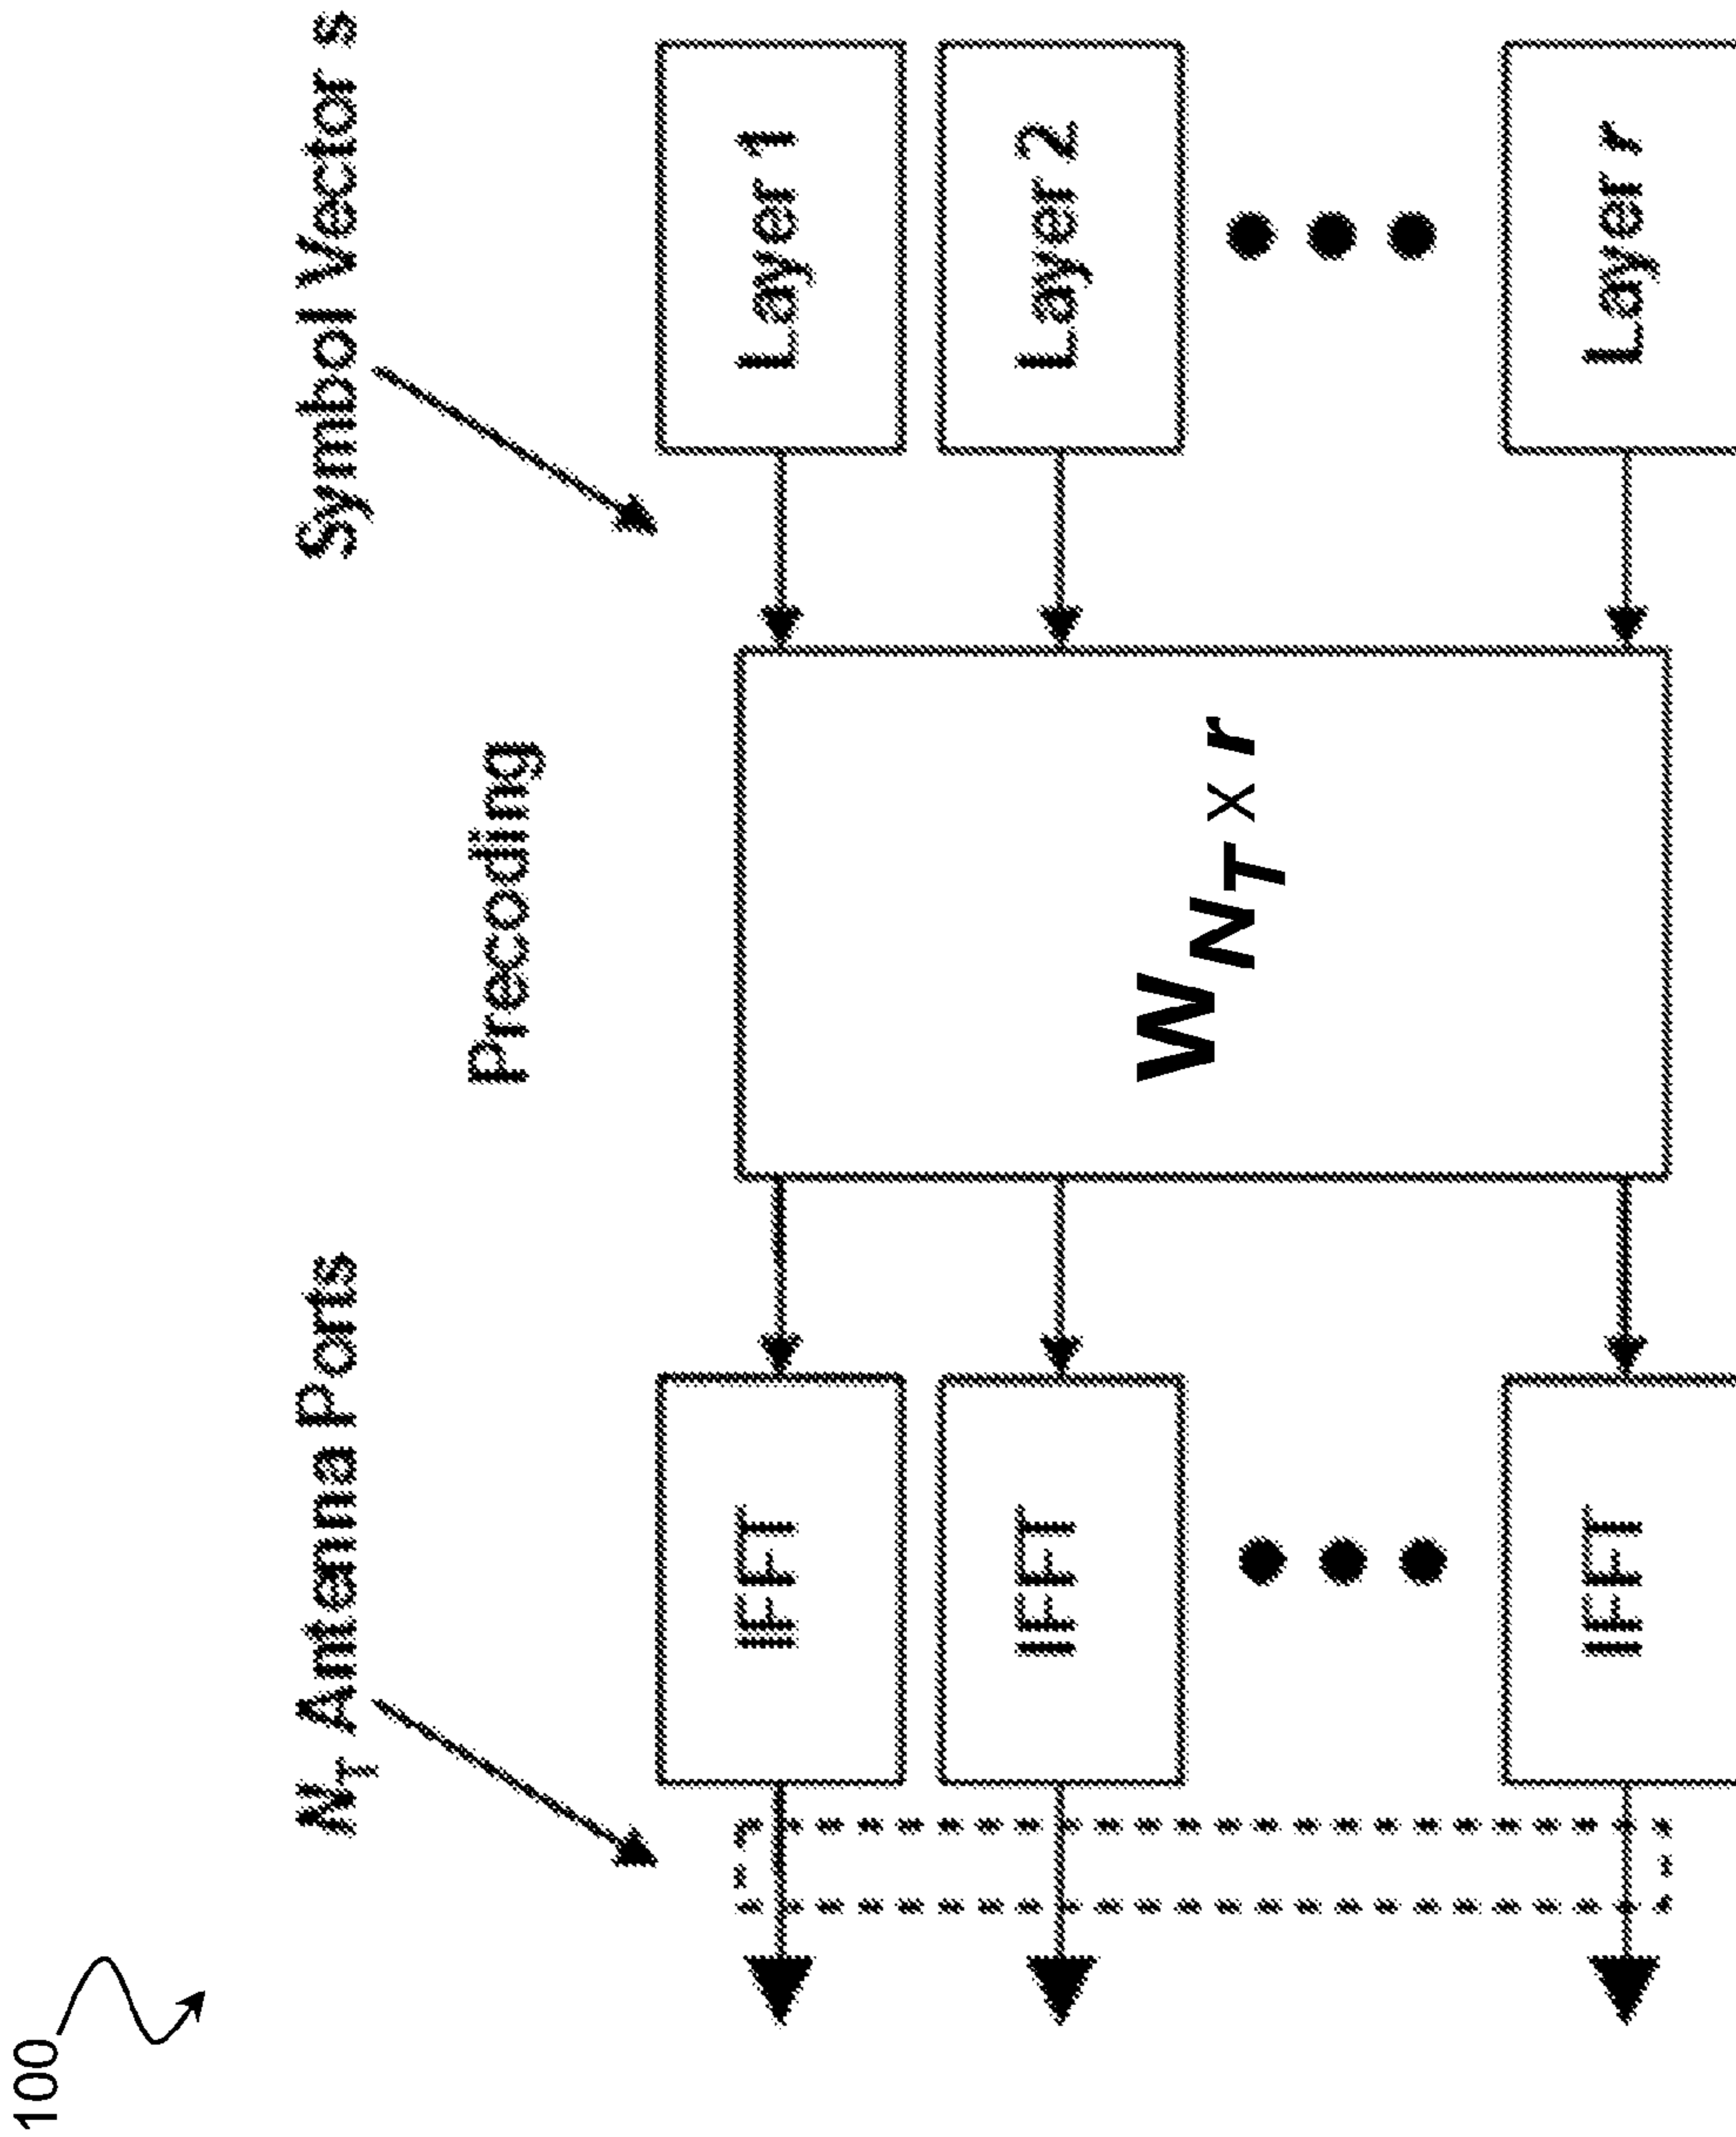 100
N_T Antenna Ports
Precoding
Symbol Vector s
IFFT
IFFT
IFFT
W_{N_T × r}
Layer 1
Layer 2
Layer r